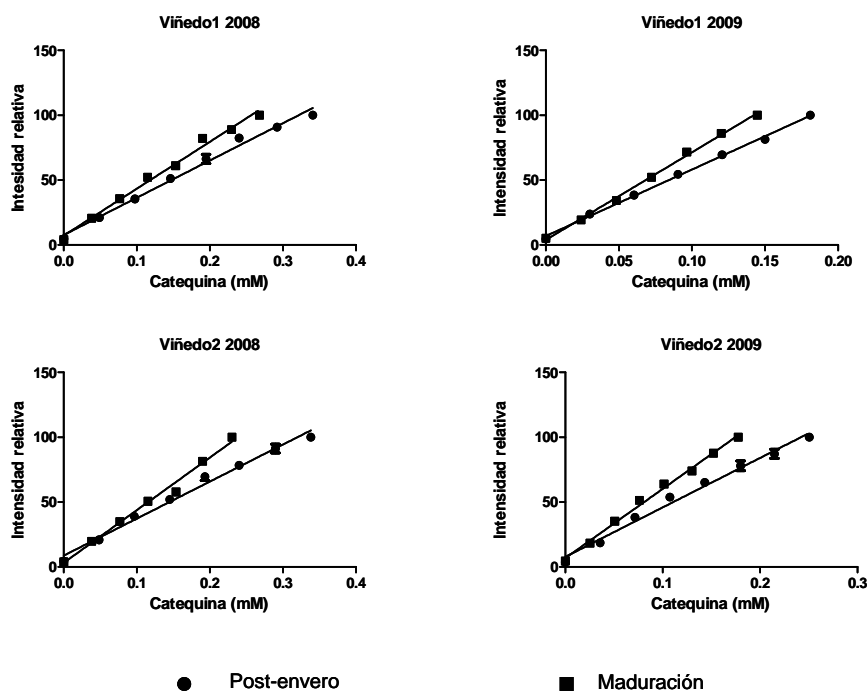 Viñedo1 2008
150
100
50
0
Intesidad relativa
0.0 0.1 0.2 0.3 0.4
Catequina (mM)
Viñedo1 2009
150
100
50
0
Intensidad relativa
0.00 0.05 0.10 0.15 0.20
Catequina (mM)
Viñedo2 2008
150
100
50
0
Intensidad relativa
0.0 0.1 0.2 0.3 0.4
Catequina (mM)
Viñedo2 2009
150
100
50
0
Intensidad relativa
0.0 0.1 0.2 0.3
Catequina (mM)
Post-envero Maduración